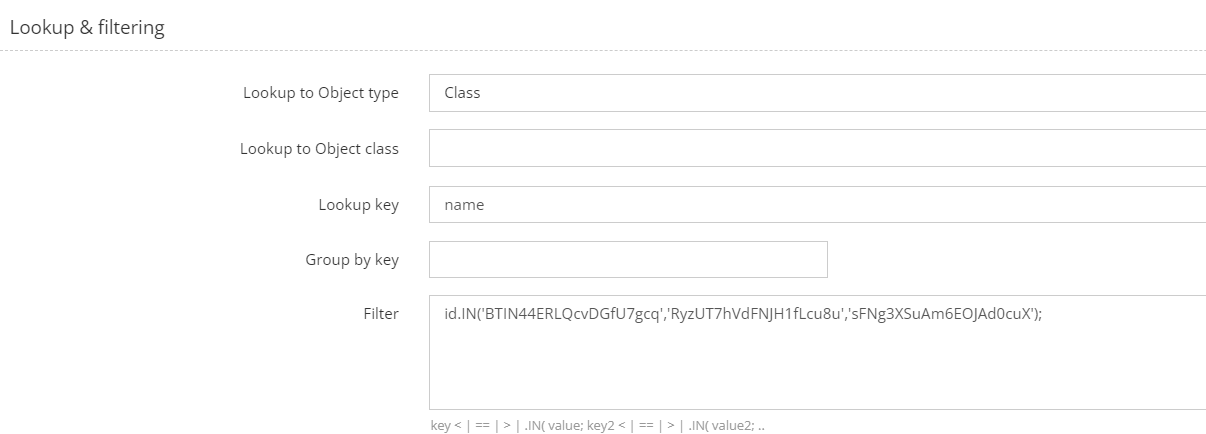 Lookup & filtering
Lookup to Object type
Class
Lookup to Object class
Lookup key
name
Group by key
Filter
id.IN('BTIN44ERLQcvDGfU7gcq','RyzUT7hVdFNJH1fLcu8u','sFNg3XSuAm6EOJAd0cuX');
key < | == | > | .IN( value; key2 < | == | > | .IN( value2; ..